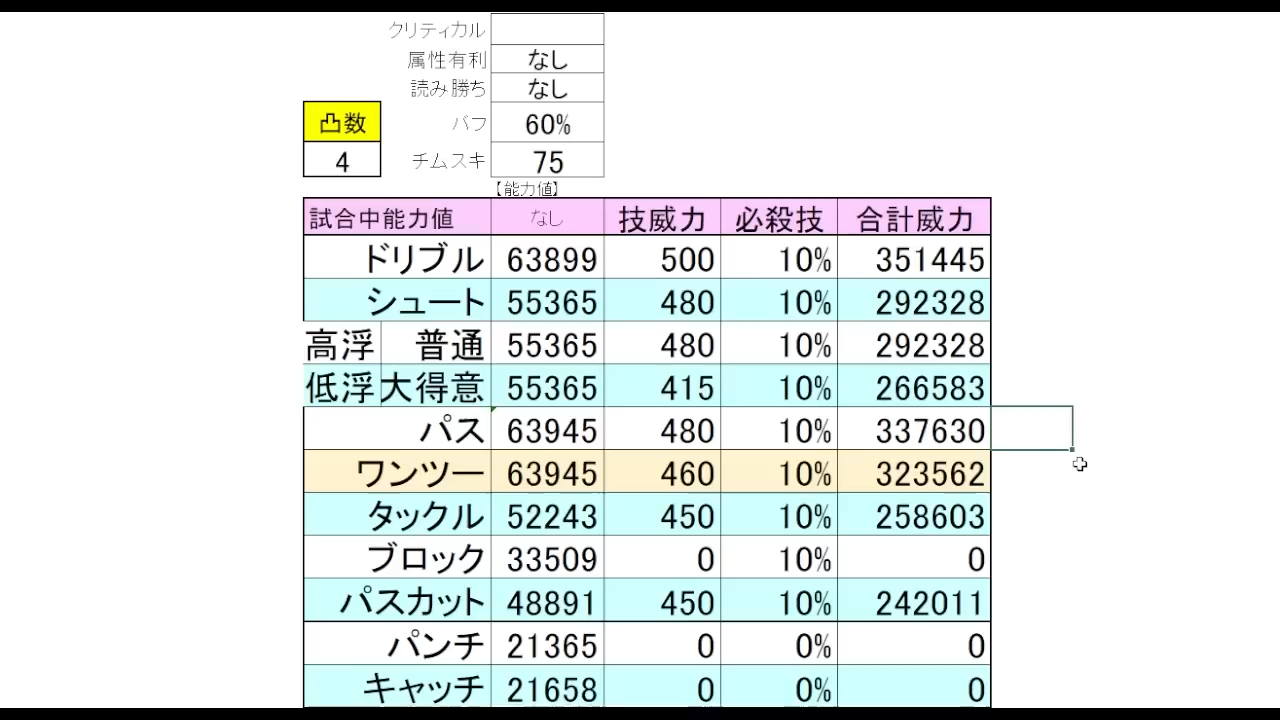 クリティカル
属性有利 なし
読み勝ち なし
凸数 バフ 60%
4 チムスキ 75
【能力値】
試合中能力値 なし 技威力 必殺技 合計威力
ドリブル 63899 500 10% 351445
シュート 55365 480 10% 292328
高浮 普通 55365 480 10% 292328
低浮 大得意 55365 415 10% 266583
パス 63945 480 10% 337630
ワンツー 63945 460 10% 323562
タックル 52243 450 10% 258603
ブロック 33509 0 10% 0
パスカット 48891 450 10% 242011
パンチ 21365 0 0% 0
キャッチ 21658 0 0% 0